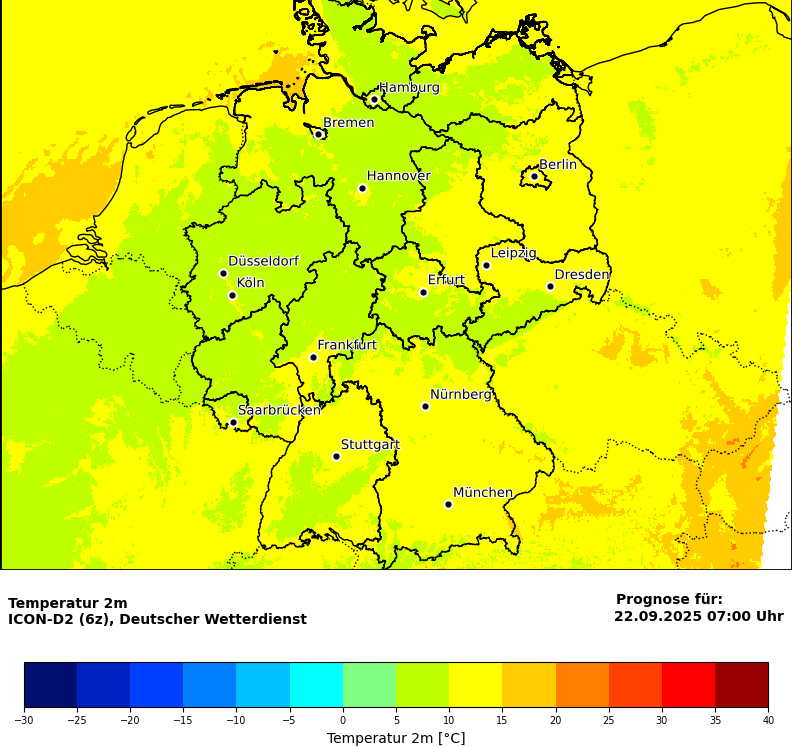 Hamburg
Bremen
Berlin
Hannover
Leipzig
Düsseldorf
Dresden
Köln
Erfurt
Frankfurt
Nürnberg
Saarbrücken
Stuttgart
München
Temperatur 2m
ICON-D2 (6z), Deutscher Wetterdienst
Prognose für:
22.09.2025 07:00 Uhr
−30 −25 −20 −15 −10 −5 0 5 10 15 20 25 30 35 40
Temperatur 2m [°C]